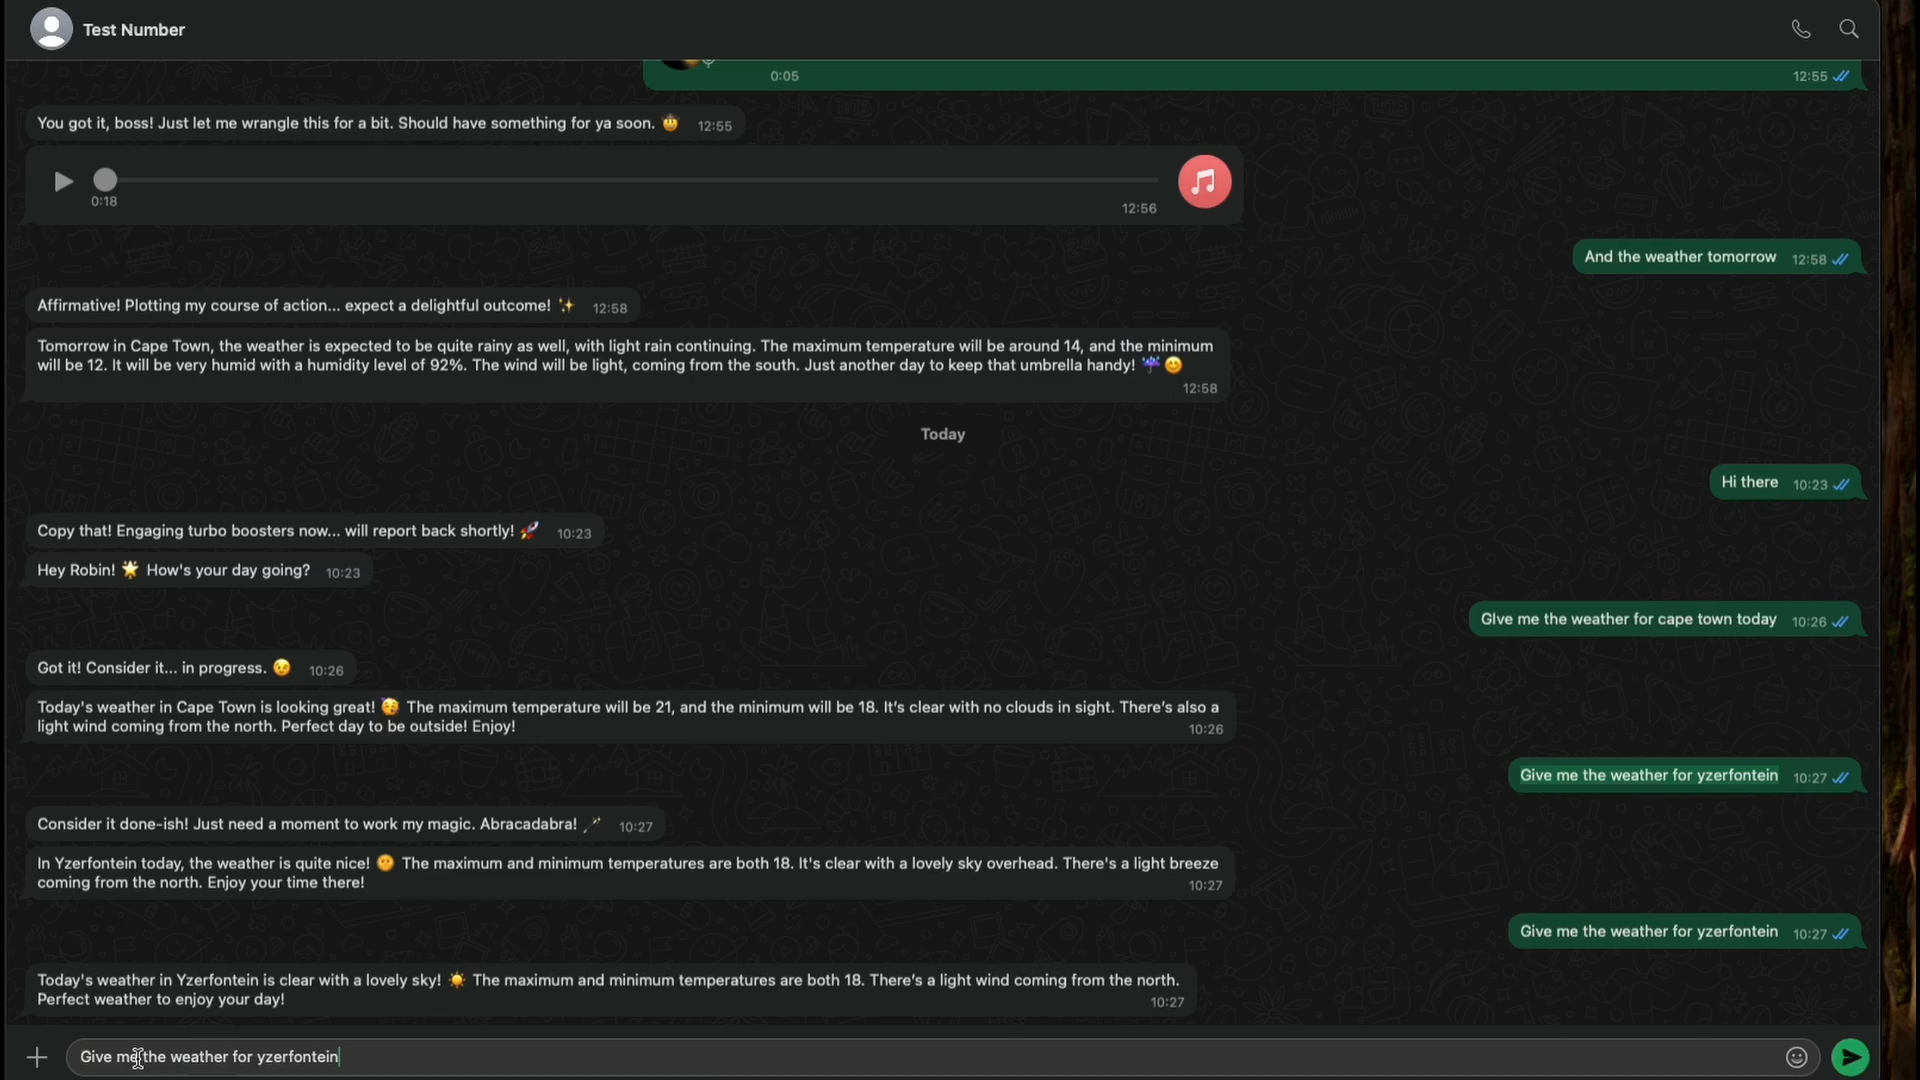 Test Number
0:05
12:55
You got it, boss! Just let me wrangle this for a bit. Should have something for ya soon. 🤠 12:55
0:18
12:56
And the weather tomorrow 12:58
Affirmative! Plotting my course of action... expect a delightful outcome! ✨ 12:58
Tomorrow in Cape Town, the weather is expected to be quite rainy as well, with light rain continuing. The maximum temperature will be around 14, and the minimum
will be 12. It will be very humid with a humidity level of 92%. The wind will be light, coming from the south. Just another day to keep that umbrella handy! ☔😊
12:58
Today
Hi there 10:23
Copy that! Engaging turbo boosters now... will report back shortly! 🚀 10:23
Hey Robin! 🌟 How's your day going? 10:23
GIve me the weather for cape town today 10:26
Got it! Consider it... in progress. 😉 10:26
Today's weather in Cape Town is looking great! 🥳 The maximum temperature will be 21, and the minimum will be 18. It's clear with no clouds in sight. There's also a
light wind coming from the north. Perfect day to be outside! Enjoy!
10:26
Give me the weather for yzerfontein 10:27
Consider it done-ish! Just need a moment to work my magic. Abracadabra! 🪄 10:27
In Yzerfontein today, the weather is quite nice! 🌞 The maximum and minimum temperatures are both 18. It's clear with a lovely sky overhead. There's a light breeze
coming from the north. Enjoy your time there!
10:27
Give me the weather for yzerfontein 10:27
Today's weather in Yzerfontein is clear with a lovely sky! ☀️ The maximum and minimum temperatures are both 18. There's a light wind coming from the north.
Perfect weather to enjoy your day!
10:27
Give me the weather for yzerfontein